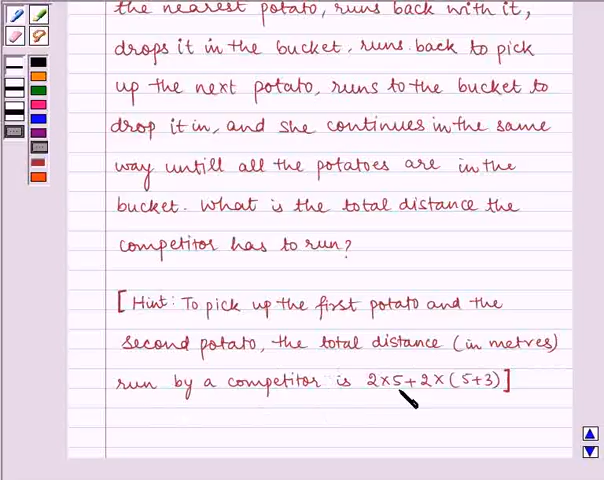 the nearest potato, runs back with it,
drops it in the bucket, runs back to pick
up the next potato, runs to the bucket to
drop it in, and she continues in the same
way untill all the potatoes are in the
bucket. What is the total distance the
competitor has to run?
[Hint: To pick up the first potato and the
second potato, the total distance (in metres)
run by a competitor is 2×5+2×(5+3)]